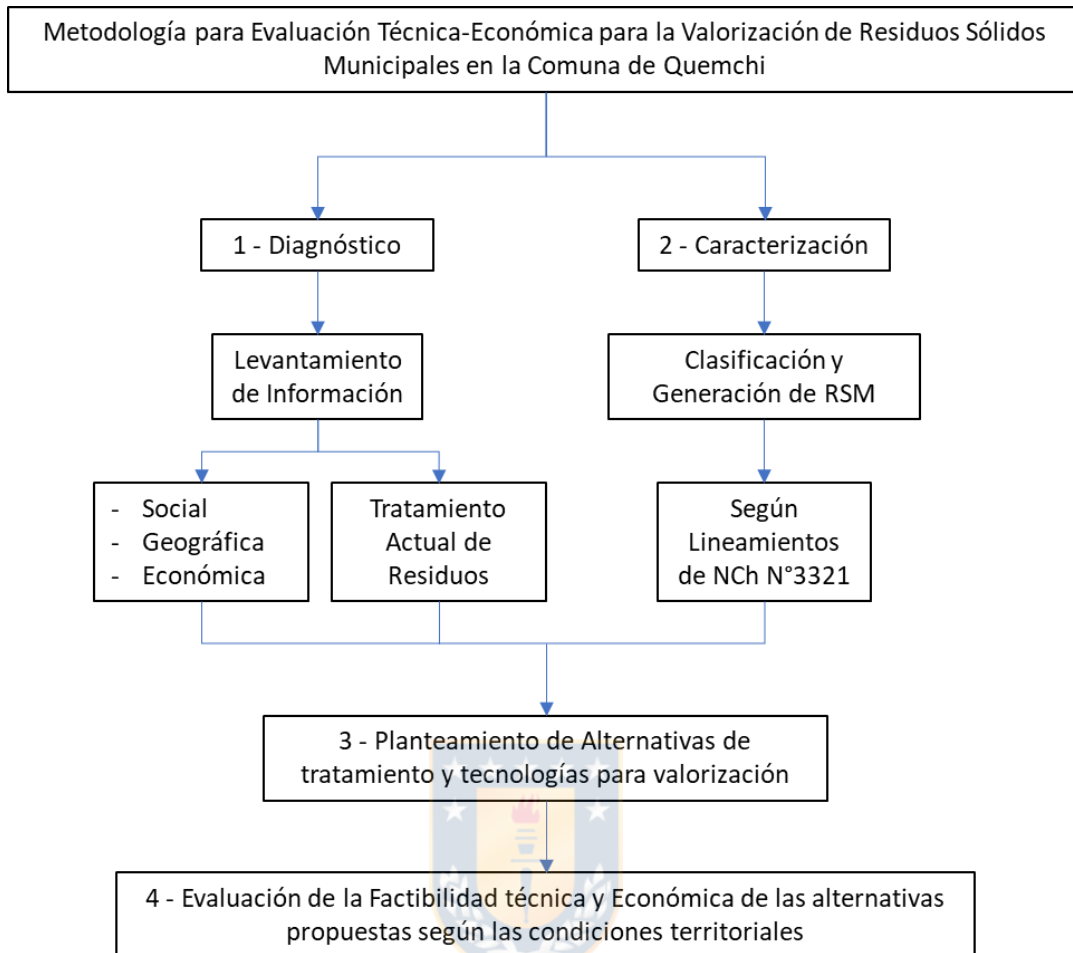 Metodología para Evaluación Técnica-Económica para la Valorización de Residuos Sólidos
Municipales en la Comuna de Quemchi
1 - Diagnóstico
2 - Caracterización
Levantamiento
de Información
Clasificación y
Generación de RSM
- Social
- Geográfica
- Económica
Tratamiento
Actual de
Residuos
Según
Lineamientos
de NCh N°3321
3 - Planteamiento de Alternativas de
tratamiento y tecnologías para valorización
4 - Evaluación de la Factibilidad técnica y Económica de las alternativas
propuestas según las condiciones territoriales